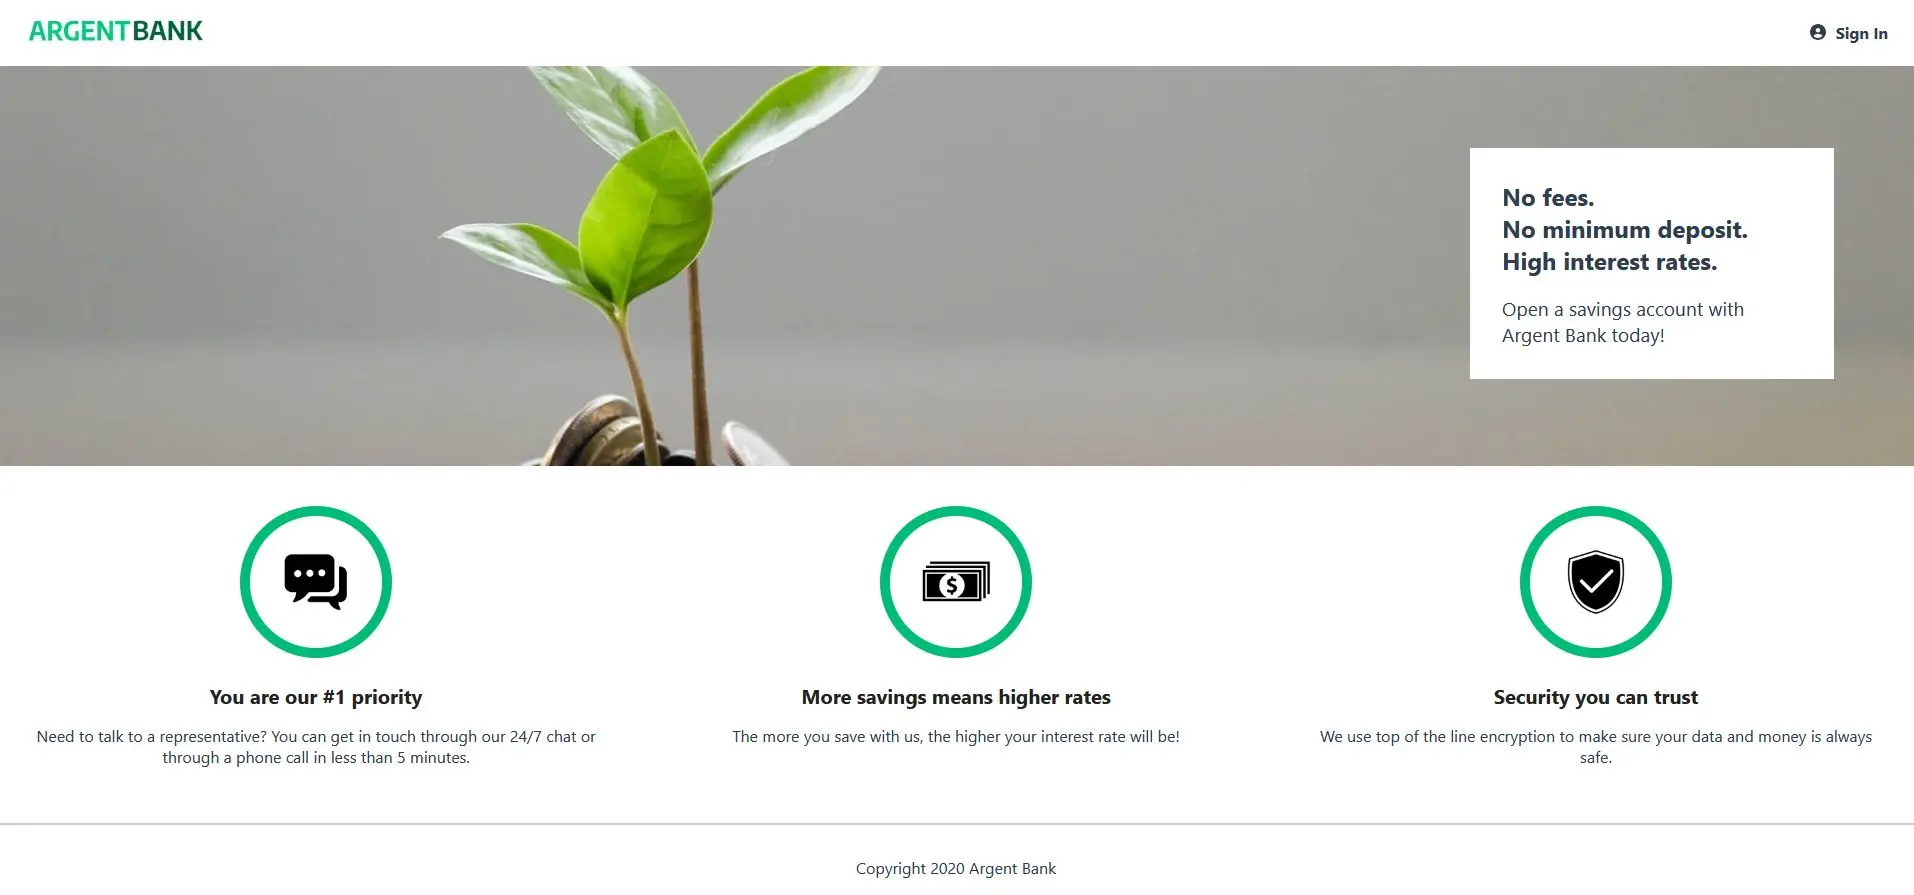 ARGENTBANK
Sign In
No fees.
No minimum deposit.
High interest rates.
Open a savings account with
Argent Bank today!
You are our #1 priority
Need to talk to a representative? You can get in touch through our 24/7 chat or
through a phone call in less than 5 minutes.
$
More savings means higher rates
The more you save with us, the higher your interest rate will be!
Security you can trust
We use top of the line encryption to make sure your data and money is always
safe.
Copyright 2020 Argent Bank